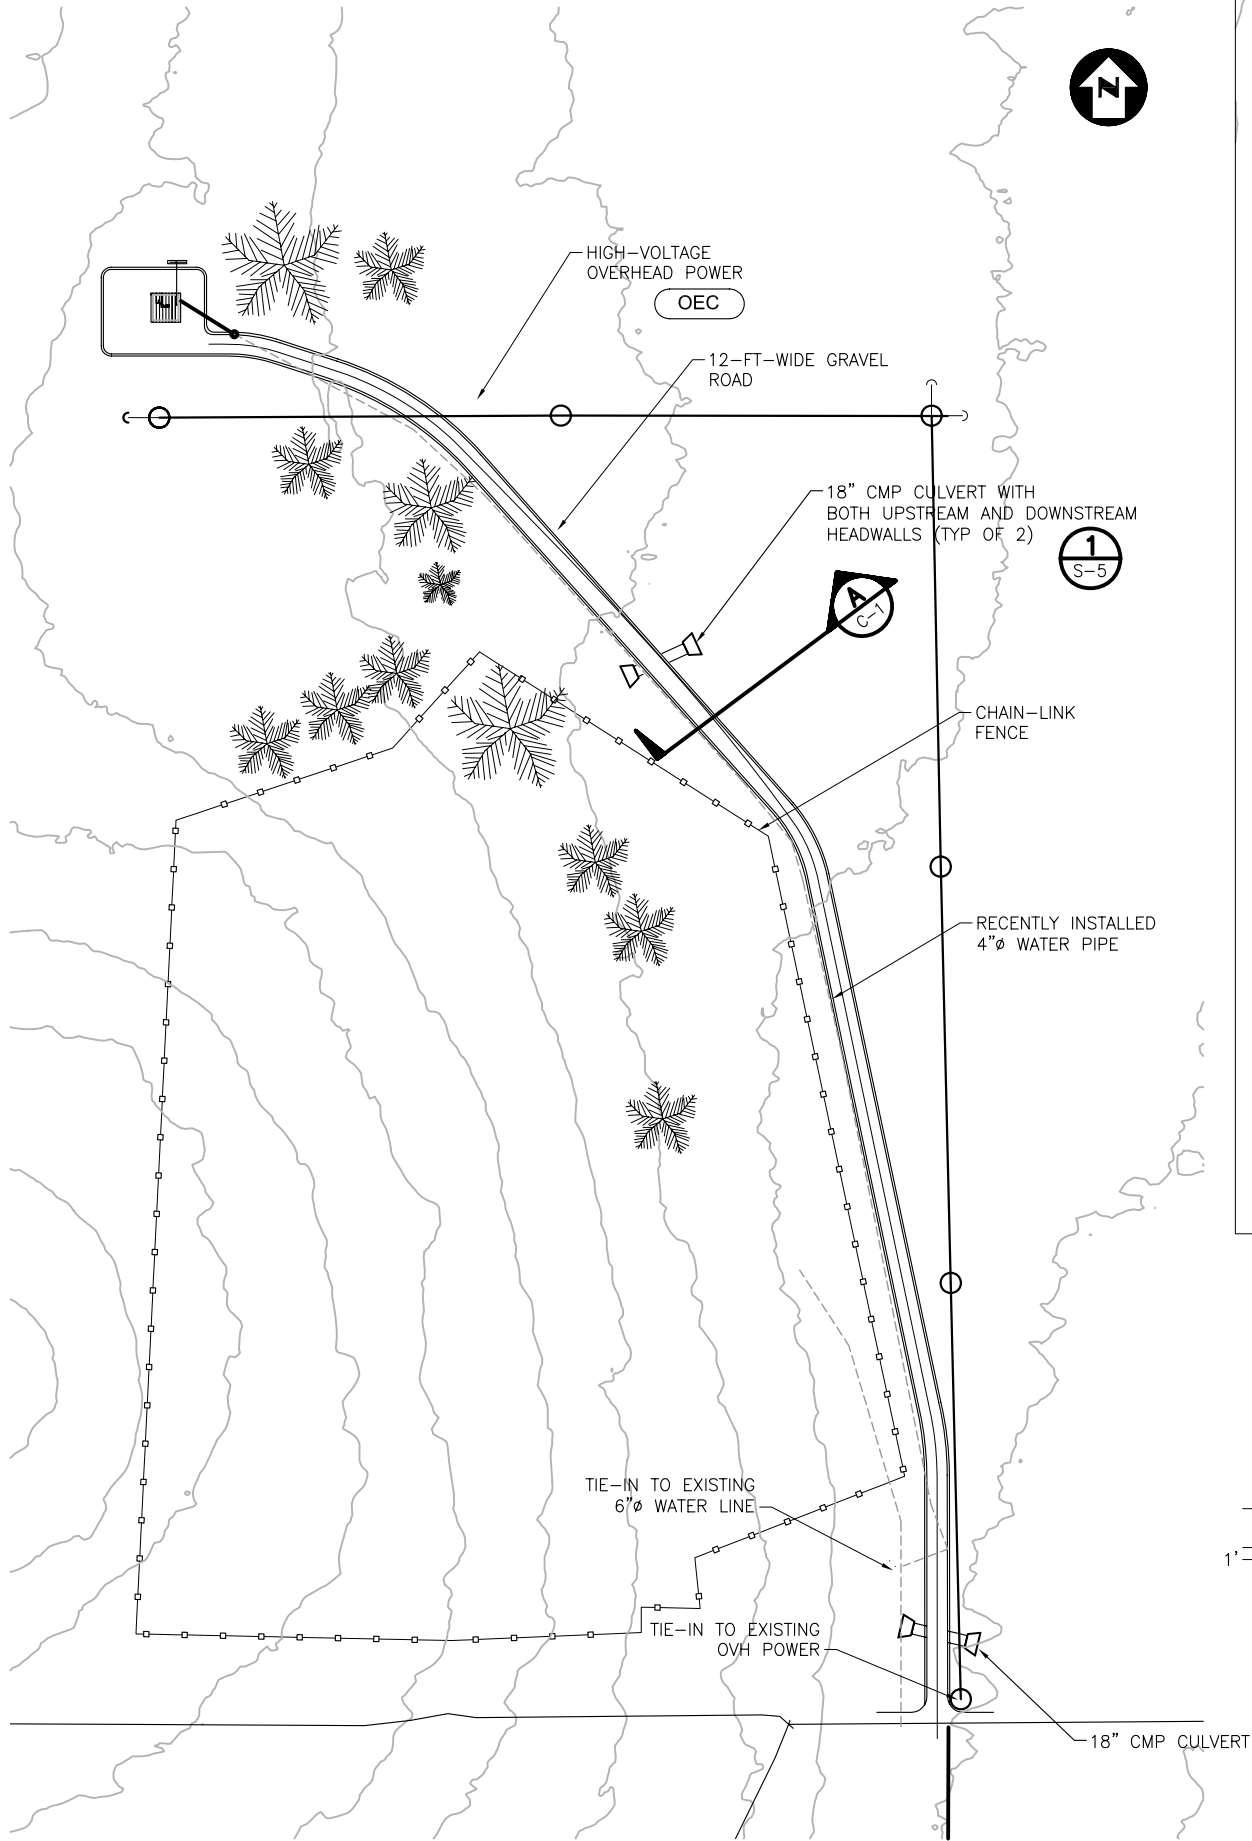 N
HIGH-VOLTAGE
OVERHEAD POWER
OEC
12-FT-WIDE GRAVEL
ROAD
18" CMP CULVERT WITH
BOTH UPSTREAM AND DOWNSTREAM
HEADWALLS (TYP OF 2)
1
S-5
A
C-1
CHAIN-LINK
FENCE
RECENTLY INSTALLED
4"ø WATER PIPE
TIE-IN TO EXISTING
6"ø WATER LINE
1'
TIE-IN TO EXISTING
OVH POWER
18" CMP CULVERT